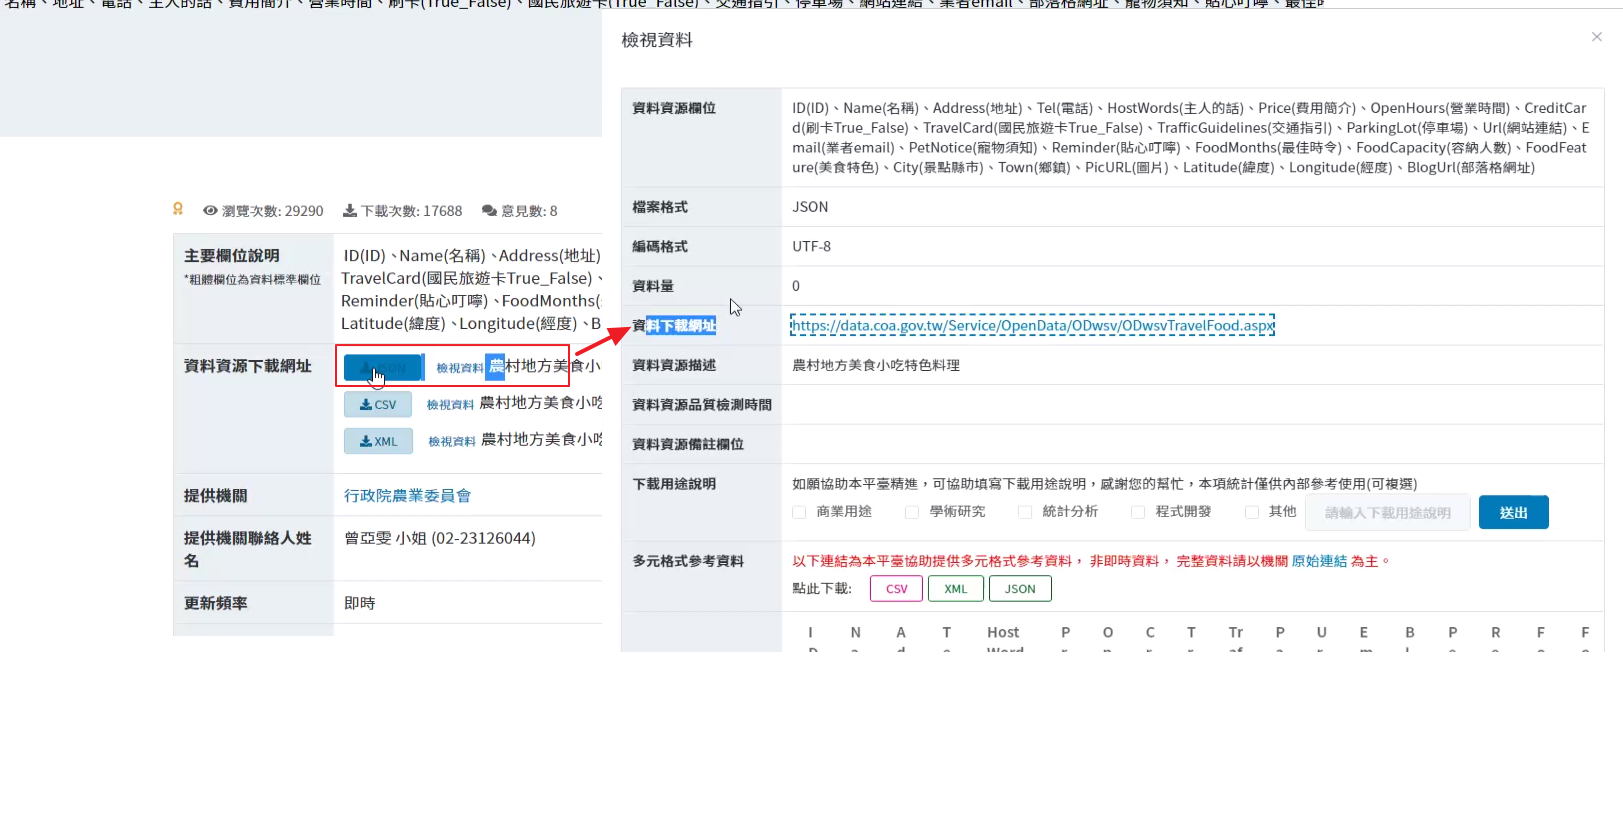 名稱、地址、電話、主人的話、費用簡介、營業時間、刷卡(True_False)、國民旅遊卡(True_False)、交通指引、停車場、網站連結、業者email、部落格網址、寵物須知、貼心叮嚀、最佳時
瀏覽次數: 29290 下載次數: 17688 意見數: 8
主要欄位說明
*粗體欄位為資料標準欄位
ID(ID)、Name(名稱)、Address(地址)
TravelCard(國民旅遊卡True_False)、
Reminder(貼心叮嚀)、FoodMonths(
Latitude(緯度)、Longitude(經度)、B
資料資源下載網址
JSON 檢視資料 農村地方美食小
CSV 檢視資料 農村地方美食小吃
XML 檢視資料 農村地方美食小吃
提供機關
行政院農業委員會
提供機關聯絡人姓
名
曾亞雯 小姐 (02-23126044)
更新頻率
即時
檢視資料
×
資料資源欄位
ID(ID)、Name(名稱)、Address(地址)、Tel(電話)、HostWords(主人的話)、Price(費用簡介)、OpenHours(營業時間)、CreditCar
d(刷卡True_False)、TravelCard(國民旅遊卡True_False)、TrafficGuidelines(交通指引)、ParkingLot(停車場)、Url(網站連結)、E
mail(業者email)、PetNotice(寵物須知)、Reminder(貼心叮嚀)、FoodMonths(最佳時令)、FoodCapacity(容納人數)、FoodFeat
ure(美食特色)、City(景點縣市)、Town(鄉鎮)、PicURL(圖片)、Latitude(緯度)、Longitude(經度)、BlogUrl(部落格網址)
檔案格式
JSON
編碼格式
UTF-8
資料量
0
資料下載網址
https://data.coa.gov.tw/Service/OpenData/ODwsv/ODwsvTravelFood.aspx
資料資源描述
農村地方美食小吃特色料理
資料資源品質檢測時間
資料資源備註欄位
下載用途說明
如願協助本平臺精進，可協助填寫下載用途說明，感謝您的幫忙，本項統計僅供內部參考使用(可複選)
商業用途 學術研究 統計分析 程式開發 其他 請輸入下載用途說明 送出
多元格式參考資料
以下連結為本平臺協助提供多元格式參考資料， 非即時資料， 完整資料請以機關 原始連結 為主。
點此下載: CSV XML JSON
I N A T Host P O C T Tr P U E B P R F F